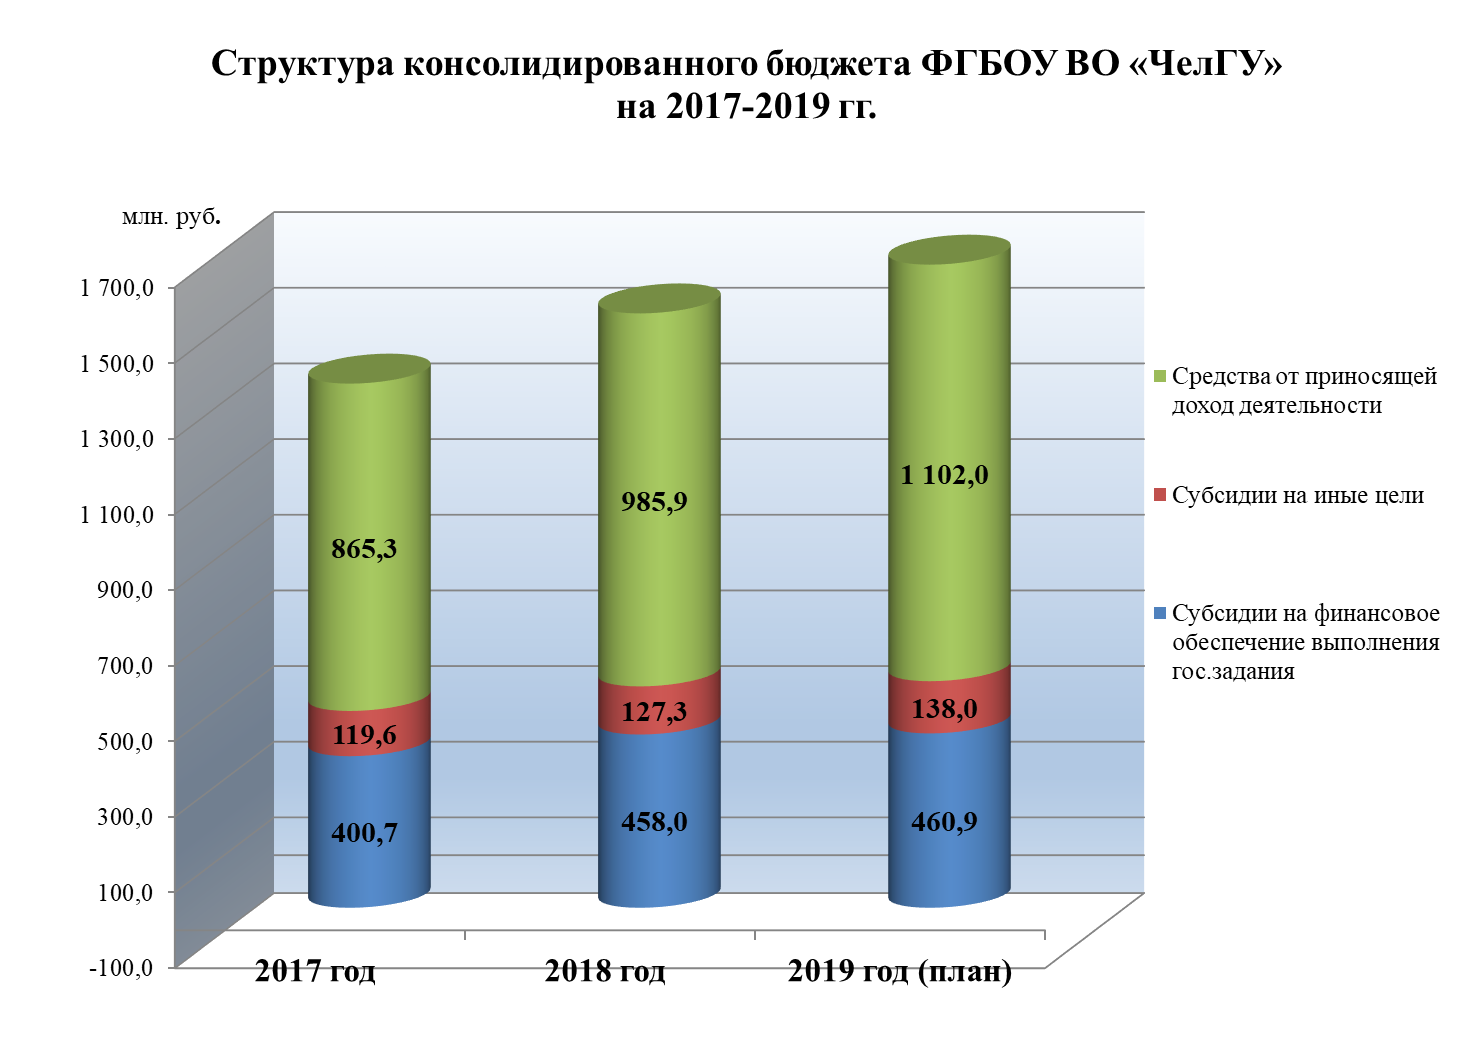 Структура консолидированного бюджета ФГБОУ ВО «ЧелГУ»
на 2017-2019 гг.
млн. руб.
1 700,0
1 500,0
1 300,0
1 100,0
900,0
700,0
500,0
300,0
100,0
-100,0
865,3
119,6
400,7
985,9
127,3
458,0
1 102,0
138,0
460,9
2017 год
2018 год
2019 год (план)
Средства от приносящей
доход деятельности
Субсидии на иные цели
Субсидии на финансовое
обеспечение выполнения
гос.задания